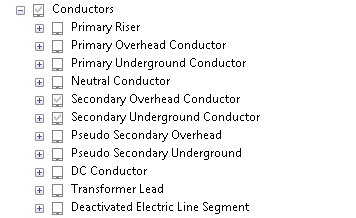 Conductors
Primary Riser
Primary Overhead Conductor
Primary Underground Conductor
Neutral Conductor
Secondary Overhead Conductor
Secondary Underground Conductor
Pseudo Secondary Overhead
Pseudo Secondary Underground
DC Conductor
Transformer Lead
Deactivated Electric Line Segment